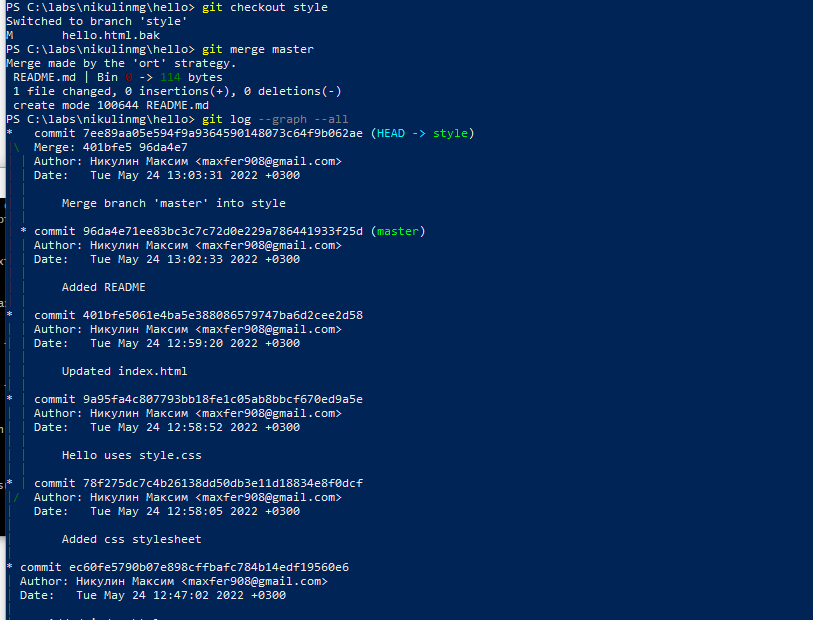 PS C:\labs\nikulinmg\hello> git checkout style
Switched to branch 'style'
M       hello.html.bak
PS C:\labs\nikulinmg\hello> git merge master
Merge made by the 'ort' strategy.
 README.md | Bin 0 -> 114 bytes
 1 file changed, 0 insertions(+), 0 deletions(-)
 create mode 100644 README.md
PS C:\labs\nikulinmg\hello> git log --graph --all
*   commit 7ee89aa05e594f9a9364590148073c64f9b062ae (HEAD -> style)
|\  Merge: 401bfe5 96da4e7
| | Author: Никулин Максим <maxfer908@gmail.com>
| | Date:   Tue May 24 13:03:31 2022 +0300
| |
| |     Merge branch 'master' into style
| |
| * commit 96da4e71ee83bc3c7c72d0e229a786441933f25d (master)
| | Author: Никулин Максим <maxfer908@gmail.com>
| | Date:   Tue May 24 13:02:33 2022 +0300
| |
| |     Added README
| |
* | commit 401bfe5061e4ba5e388086579747ba6d2cee2d58
| | Author: Никулин Максим <maxfer908@gmail.com>
| | Date:   Tue May 24 12:59:20 2022 +0300
| |
| |     Updated index.html
| |
* | commit 9a95fa4c807793bb18fe1c05ab8bbcf670ed9a5e
| | Author: Никулин Максим <maxfer908@gmail.com>
| | Date:   Tue May 24 12:58:52 2022 +0300
| |
| |     Hello uses style.css
| |
* | commit 78f275dc7c4b26138dd50db3e11d18834e8f0dcf
|/  Author: Никулин Максим <maxfer908@gmail.com>
|   Date:   Tue May 24 12:58:05 2022 +0300
|
|       Added css stylesheet
|
* commit ec60fe5790b07e898cffbafc784b14edf19560e6
| Author: Никулин Максим <maxfer908@gmail.com>
| Date:   Tue May 24 12:47:02 2022 +0300